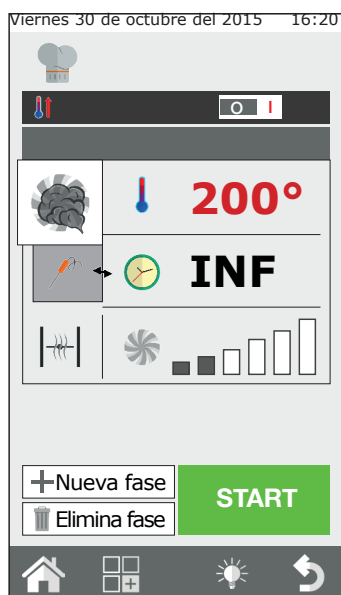 Viernes 30 de octubre del 2015 16:20
O I
200°
INF
Nueva fase
START
Elimina fase